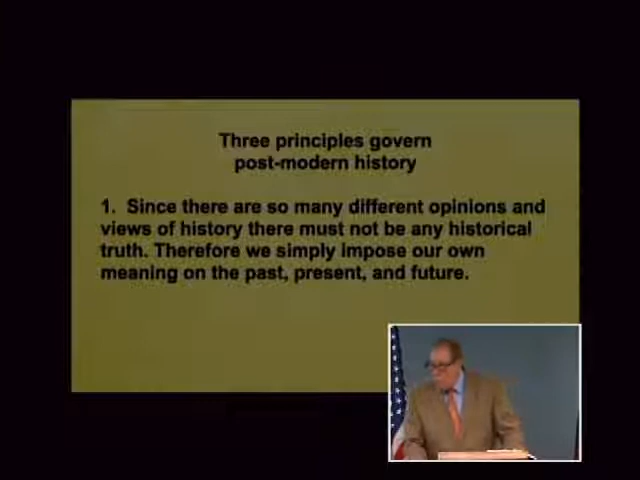 Three principles govern
post-modern history
1. Since there are so many different opinions and
views of history there must not be any historical
truth. Therefore we simply impose our own
meaning on the past, present, and future.